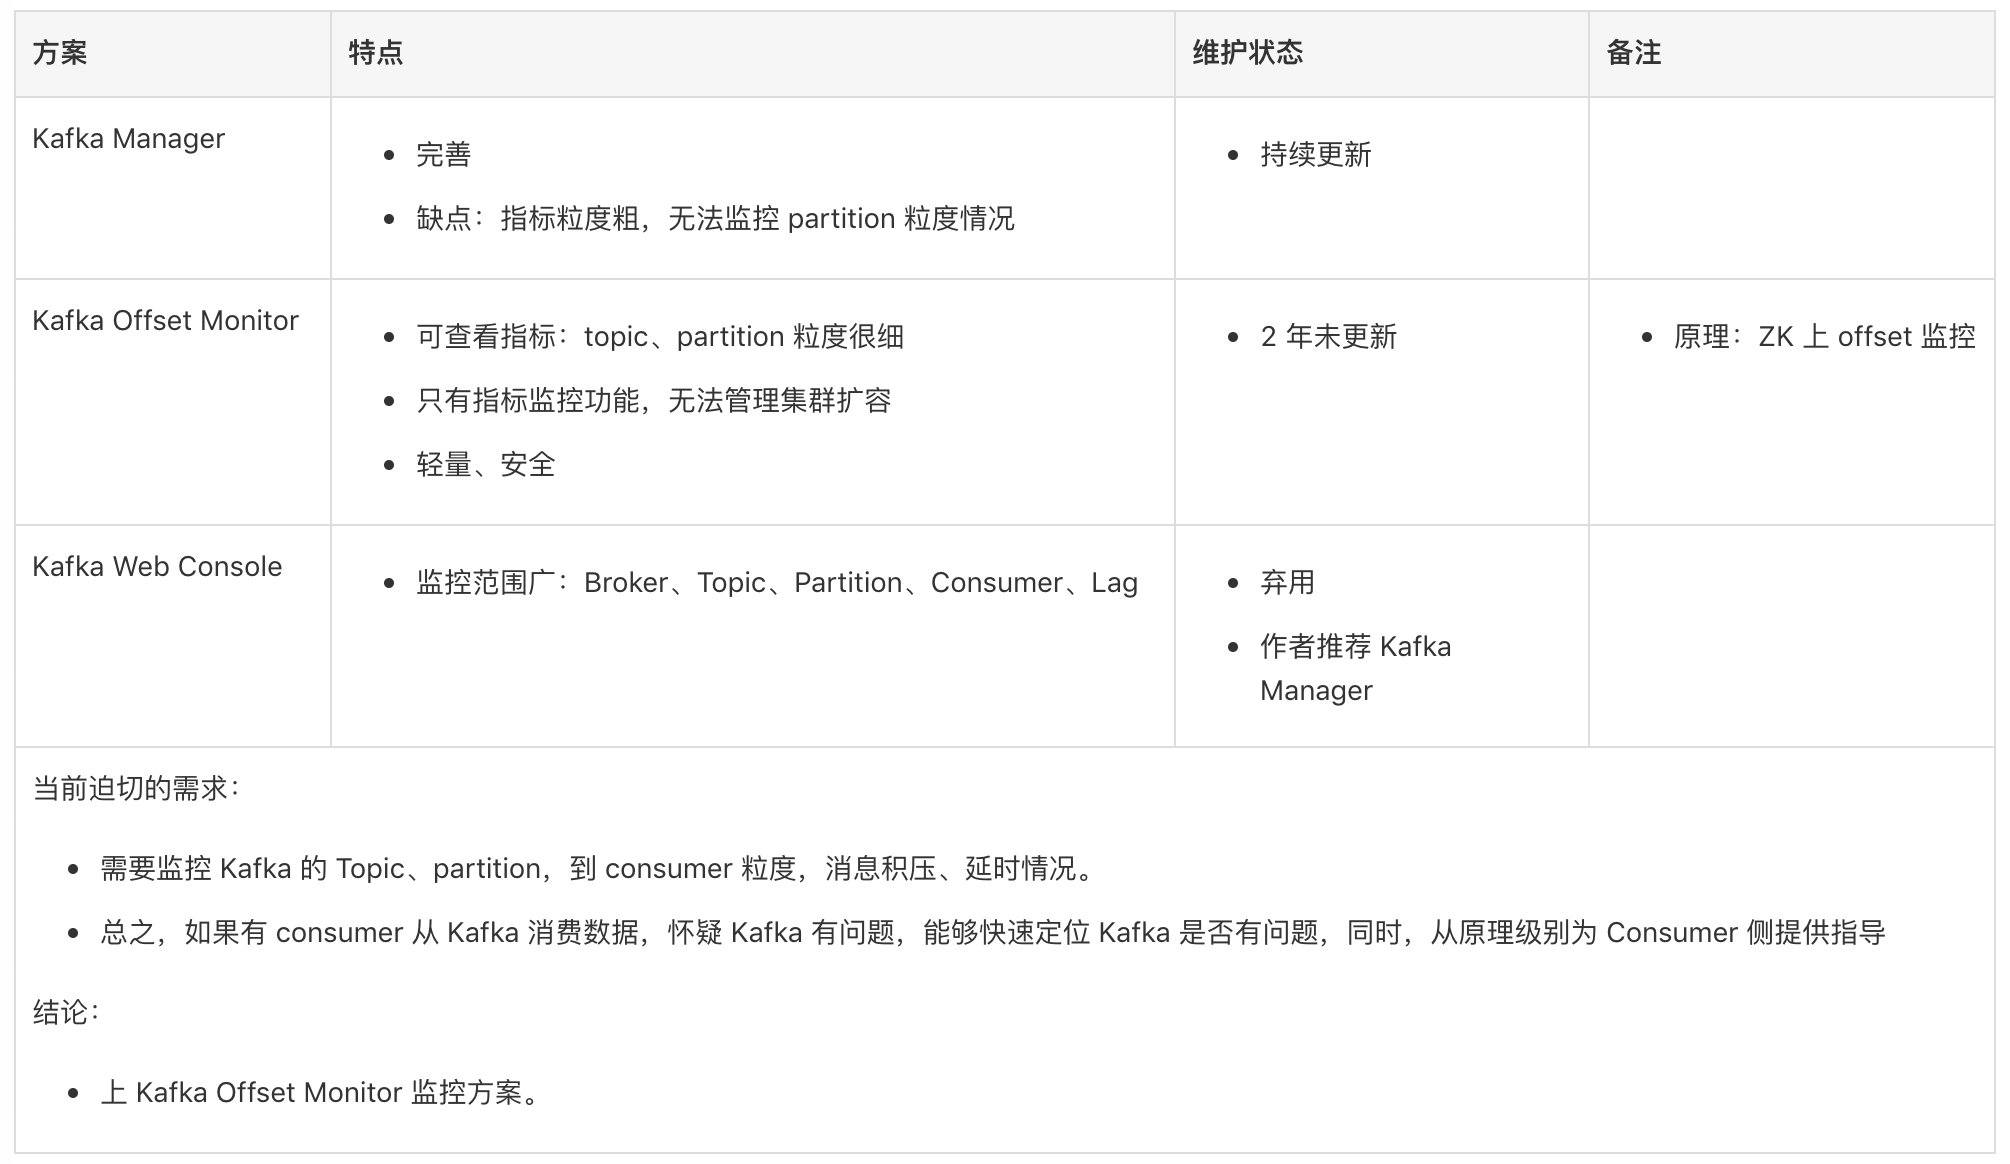 方案 特点 维护状态 备注
Kafka Manager
完善
缺点：指标粒度粗，无法监控 partition 粒度情况
持续更新
Kafka Offset Monitor
可查看指标：topic、partition 粒度很细
只有指标监控功能，无法管理集群扩容
轻量、安全
2 年未更新
原理：ZK 上 offset 监控
Kafka Web Console
监控范围广：Broker、Topic、Partition、Consumer、Lag
弃用
作者推荐 Kafka
Manager
当前迫切的需求：
需要监控 Kafka 的 Topic、partition，到 consumer 粒度，消息积压、延时情况。
总之，如果有 consumer 从 Kafka 消费数据，怀疑 Kafka 有问题，能够快速定位 Kafka 是否有问题，同时，从原理级别为 Consumer 侧提供指导
结论：
上 Kafka Offset Monitor 监控方案。